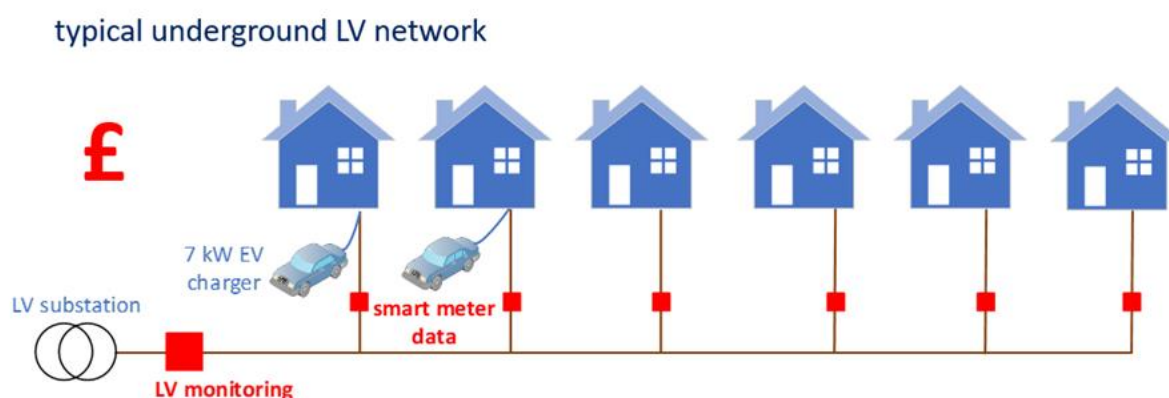 typical underground LV network
£
7 kW EV
charger
LV substation
smart meter
data
LV monitoring